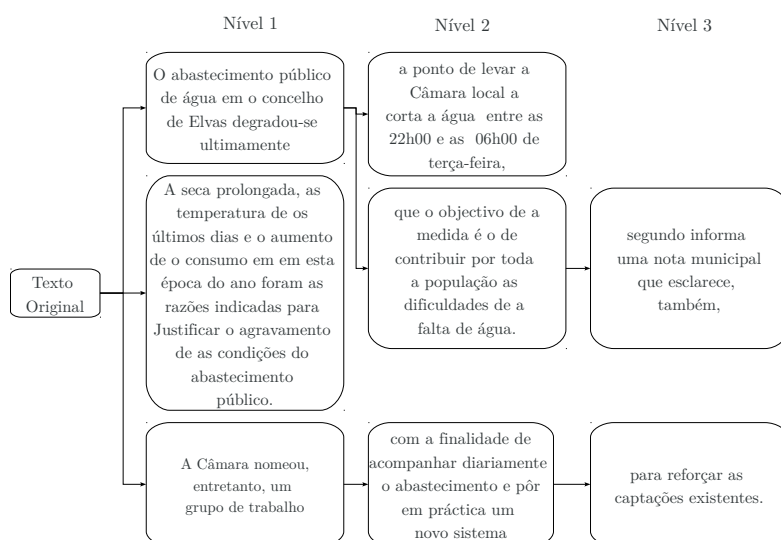 Nível 1
Nível 2
Nível 3
Texto
Original
O abastecimento público
de água em o concelho
de Elvas degradou-se
ultimamente
a ponto de levar a
Câmara local a
corta a água entre as
22h00 e as 06h00 de
terça-feira,
A seca prolongada, as
temperatura de os
últimos dias e o aumento
de o consumo em em esta
época do ano foram as
razões indicadas para
Justificar o agravamento
de as condições do
abastecimento
público.
que o objectivo de a
medida é o de
contribuir por toda
a população as
dificuldades de a
falta de água.
segundo informa
uma nota municipal
que esclarece,
também,
A Câmara nomeou,
entretanto, um
grupo de trabalho
com a finalidade de
acompanhar diariamente
o abastecimento e pôr
em práctica um
novo sistema
para reforçar as
captações existentes.